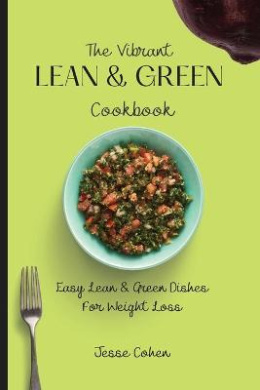 The Vibrant
LEAN & GREEN
Cookbook
Easy Lean & Green Dishes
For Weight Loss
Jesse Cohen